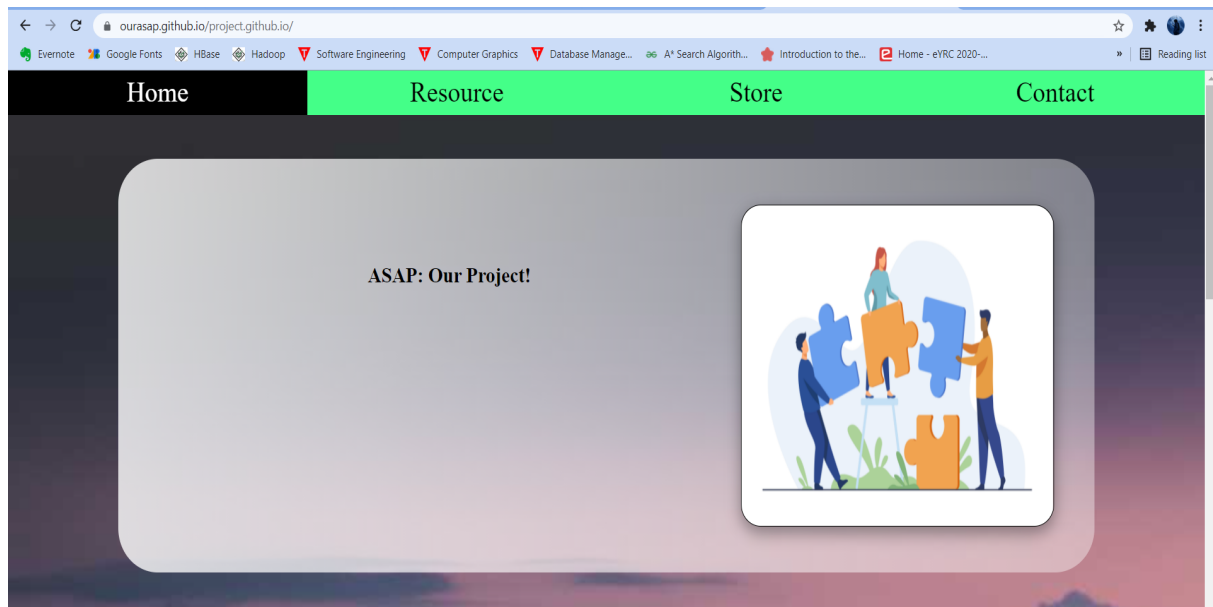 ourasap.github.io/project.github.io/
Evernote Google Fonts HBase Hadoop Software Engineering Computer Graphics Database Manage... A* Search Algorith... Introduction to the... Home - eYRC 2020-... » Reading list
Home Resource Store Contact
ASAP: Our Project!